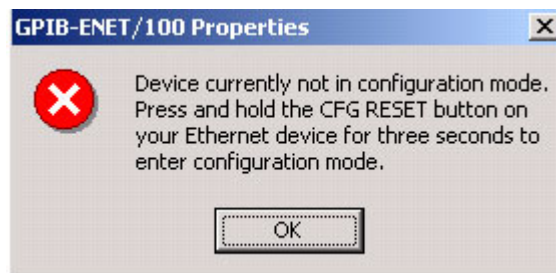 GPIB-ENET/100 Properties
Device currently not in configuration mode.
Press and hold the CFG RESET button on
your Ethernet device for three seconds to
enter configuration mode.
OK